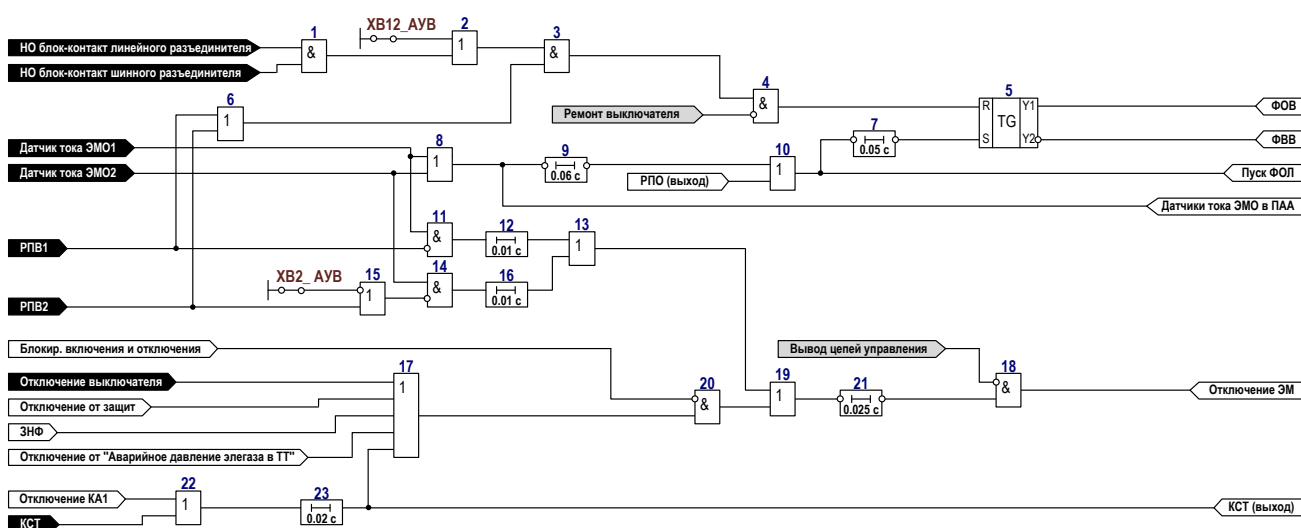 1
ХВ12_АУВ
2
3
НО блок-контакт линейного разъединителя
&
1
&
НО блок-контакт шинного разъединителя
4
5
6
&
R Y1
ФОВ
Ремонт выключателя
TG
1
7
S Y2
ФВВ
Датчик тока ЭМО1
8
9
10
0.05 с
Датчик тока ЭМО2
1
0.06 с
РПО (выход)
1
Пуск ФОЛ
Датчики тока ЭМО в ПАА
11
12
13
РПВ1
&
0.01 с
1
ХВ2_ АУВ
15
14
16
1
&
0.01 с
РПВ2
Блокир. включения и отключения
Вывод цепей управления
17
18
Отключение выключателя
1
20
19
21
&
Отключение ЭМ
Отключение от защит
&
1
0.025 с
ЗНФ
Отключение от "Аварийное давление элегаза в ТТ"
22
23
Отключение КА1
1
0.02 с
КСТ (выход)
КСТ